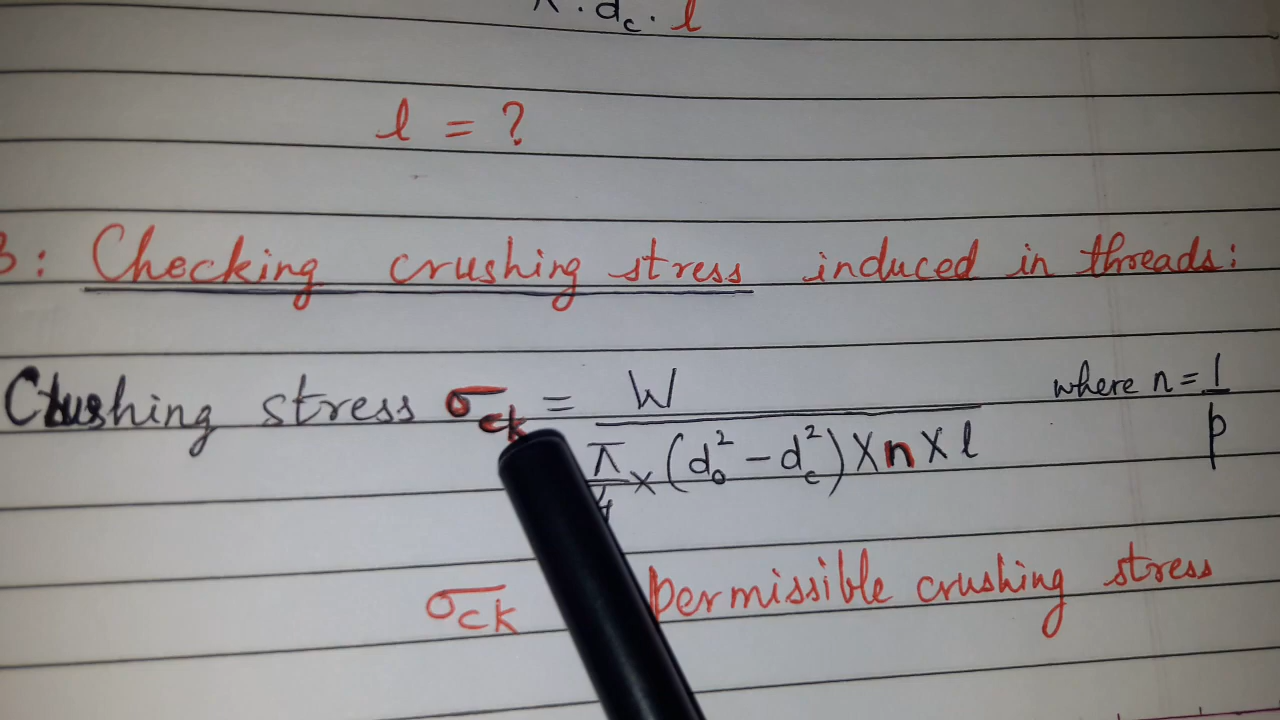 π . dc . l
l = ?
3: Checking crushing stress induced in threads:
Crushing stress σck = W / π/4 × (do² − dc²) × n × l where n = 1/p
σck permissible crushing stress